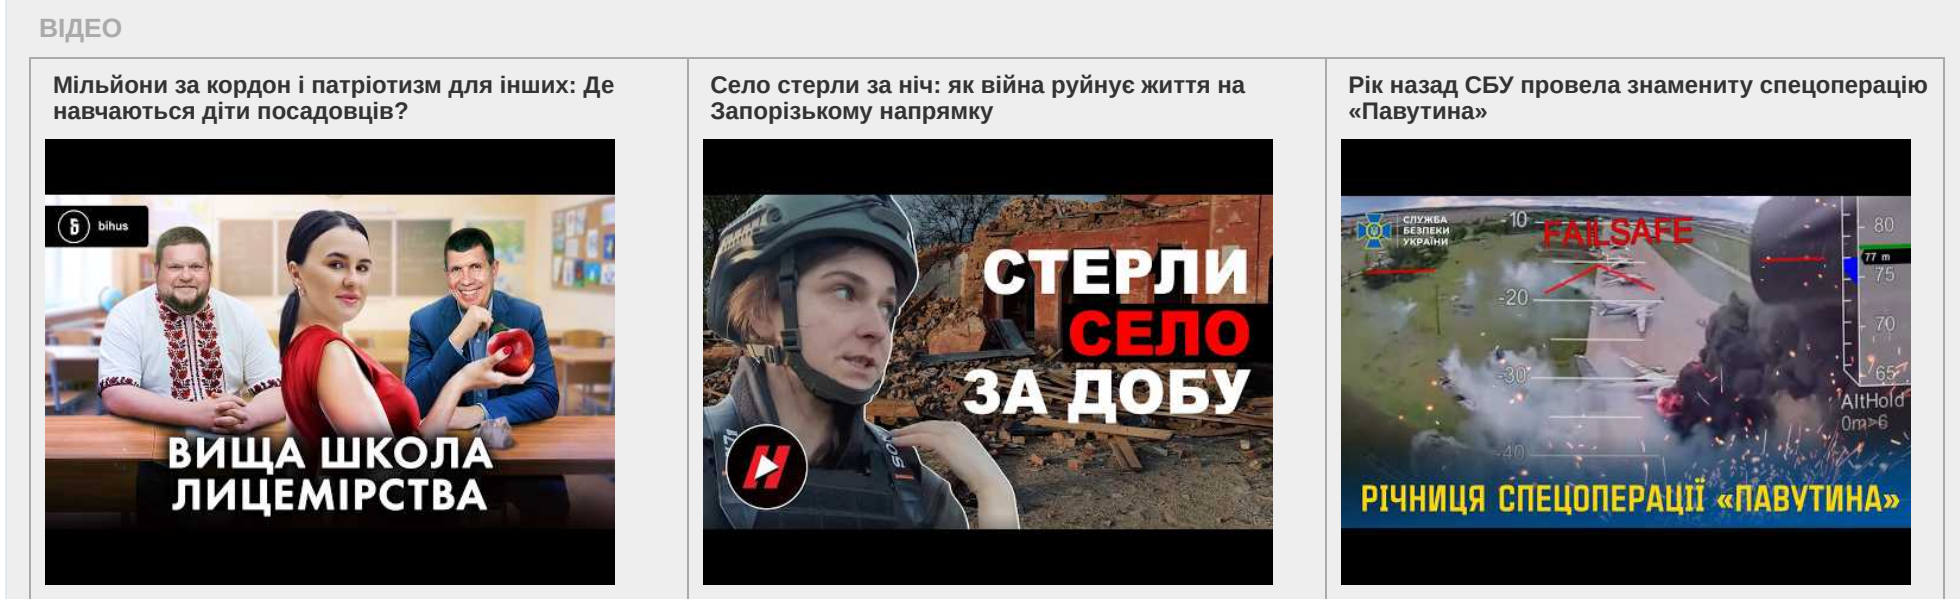 ВІДЕО
Мільйони за кордон і патріотизм для інших: Де
навчаються діти посадовців?
bihus
ВИЩА ШКОЛА
ЛИЦЕМІРСТВА
Село стерли за ніч: як війна руйнує життя на
Запорізькому напрямку
СТЕРЛИ
СЕЛО
ЗА ДОБУ
Рік назад СБУ провела знамениту спецоперацію
«Павутина»
СЛУЖБА
БЕЗПЕКИ
УКРАЇНИ
-10
FAILSAFE
80
77 m
75
-20
70
-30
65
AltHold
0m>6
-40
РІЧНИЦЯ СПЕЦОПЕРАЦІЇ «ПАВУТИНА»